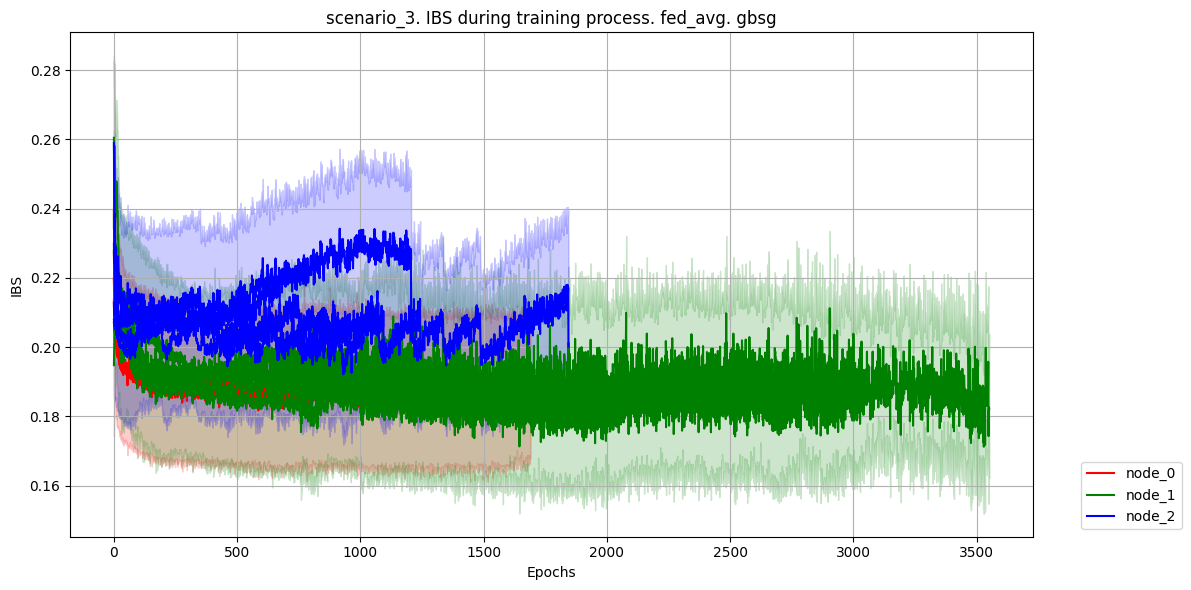 scenario_3. IBS during training process. fed_avg. gbsg
IBS
0.28
0.26
0.24
0.22
0.20
0.18
0.16
0
500
1000
1500
2000
2500
3000
3500
Epochs
node_0
node_1
node_2